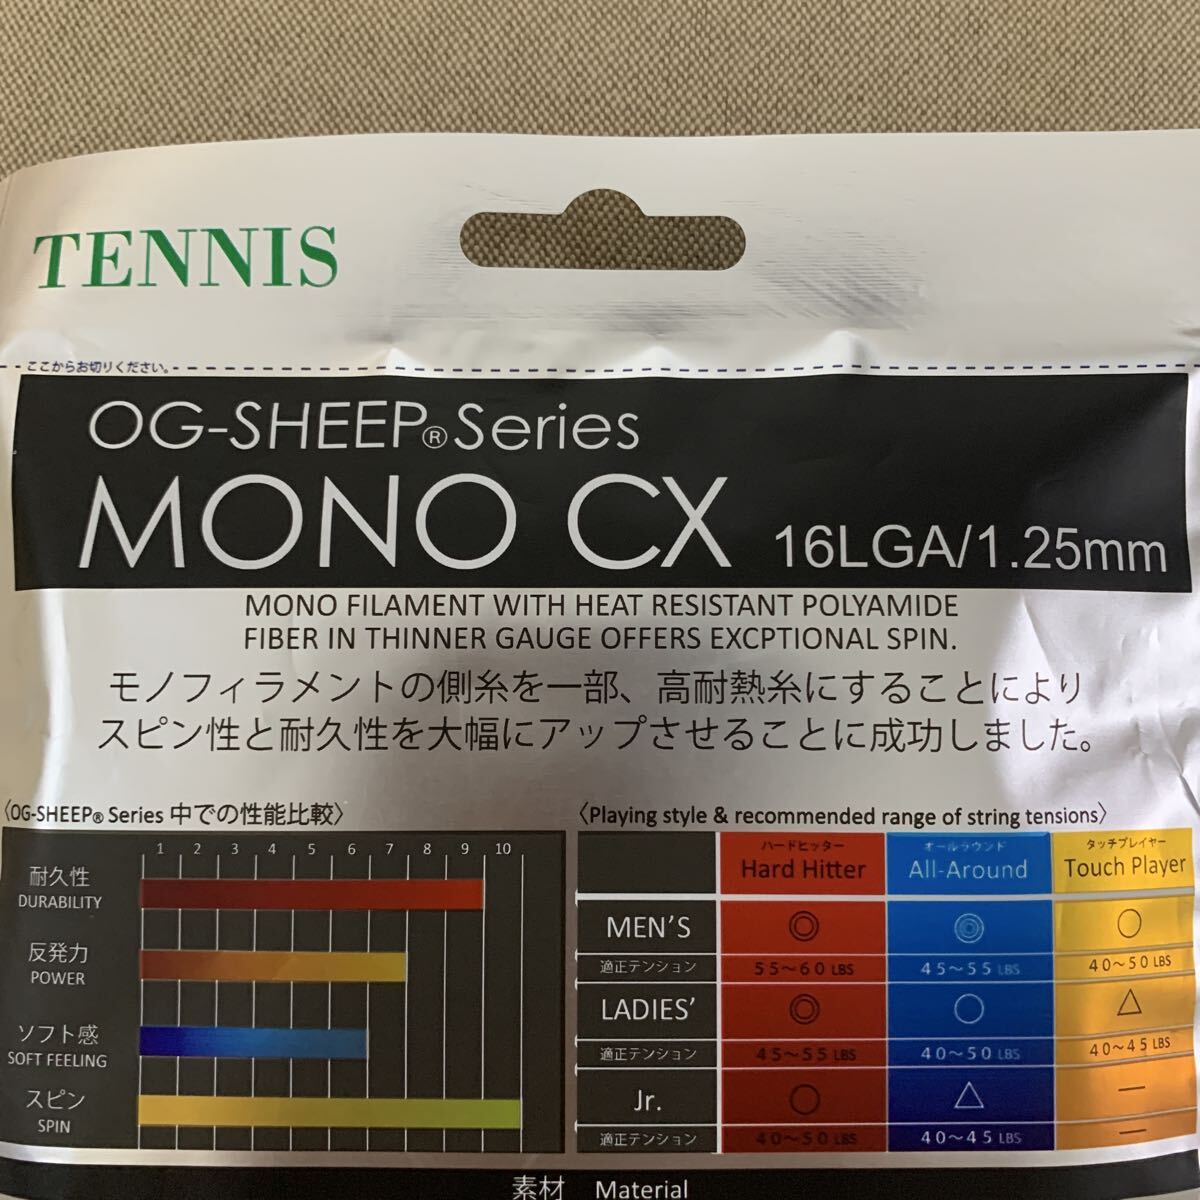 TENNIS
ここからお切りください。
OG-SHEEP® Series
MONO CX 16LGA/1.25mm
MONO FILAMENT WITH HEAT RESISTANT POLYAMIDE
FIBER IN THINNER GAUGE OFFERS EXCPTIONAL SPIN.
モノフィラメントの側糸を一部、高耐熱糸にすることにより
スピン性と耐久性を大幅にアップさせることに成功しました。
〈OG-SHEEP® Series 中での性能比較〉
1 2 3 4 5 6 7 8 9 10
耐久性
DURABILITY
反発力
POWER
ソフト感
SOFT FEELING
スピン
SPIN
〈Playing style & recommended range of string tensions〉
ハードヒッター オールラウンド タッチプレイヤー
Hard Hitter All-Around Touch Player
MEN'S ◎ ◎ ○
適正テンション 55～60 LBS 45～55 LBS 40～50 LBS
LADIES' ◎ ○ △
適正テンション 45～55 LBS 40～50 LBS 40～45 LBS
Jr. ○ △ —
適正テンション 40～50 LBS 40～45 LBS —
素材 Material